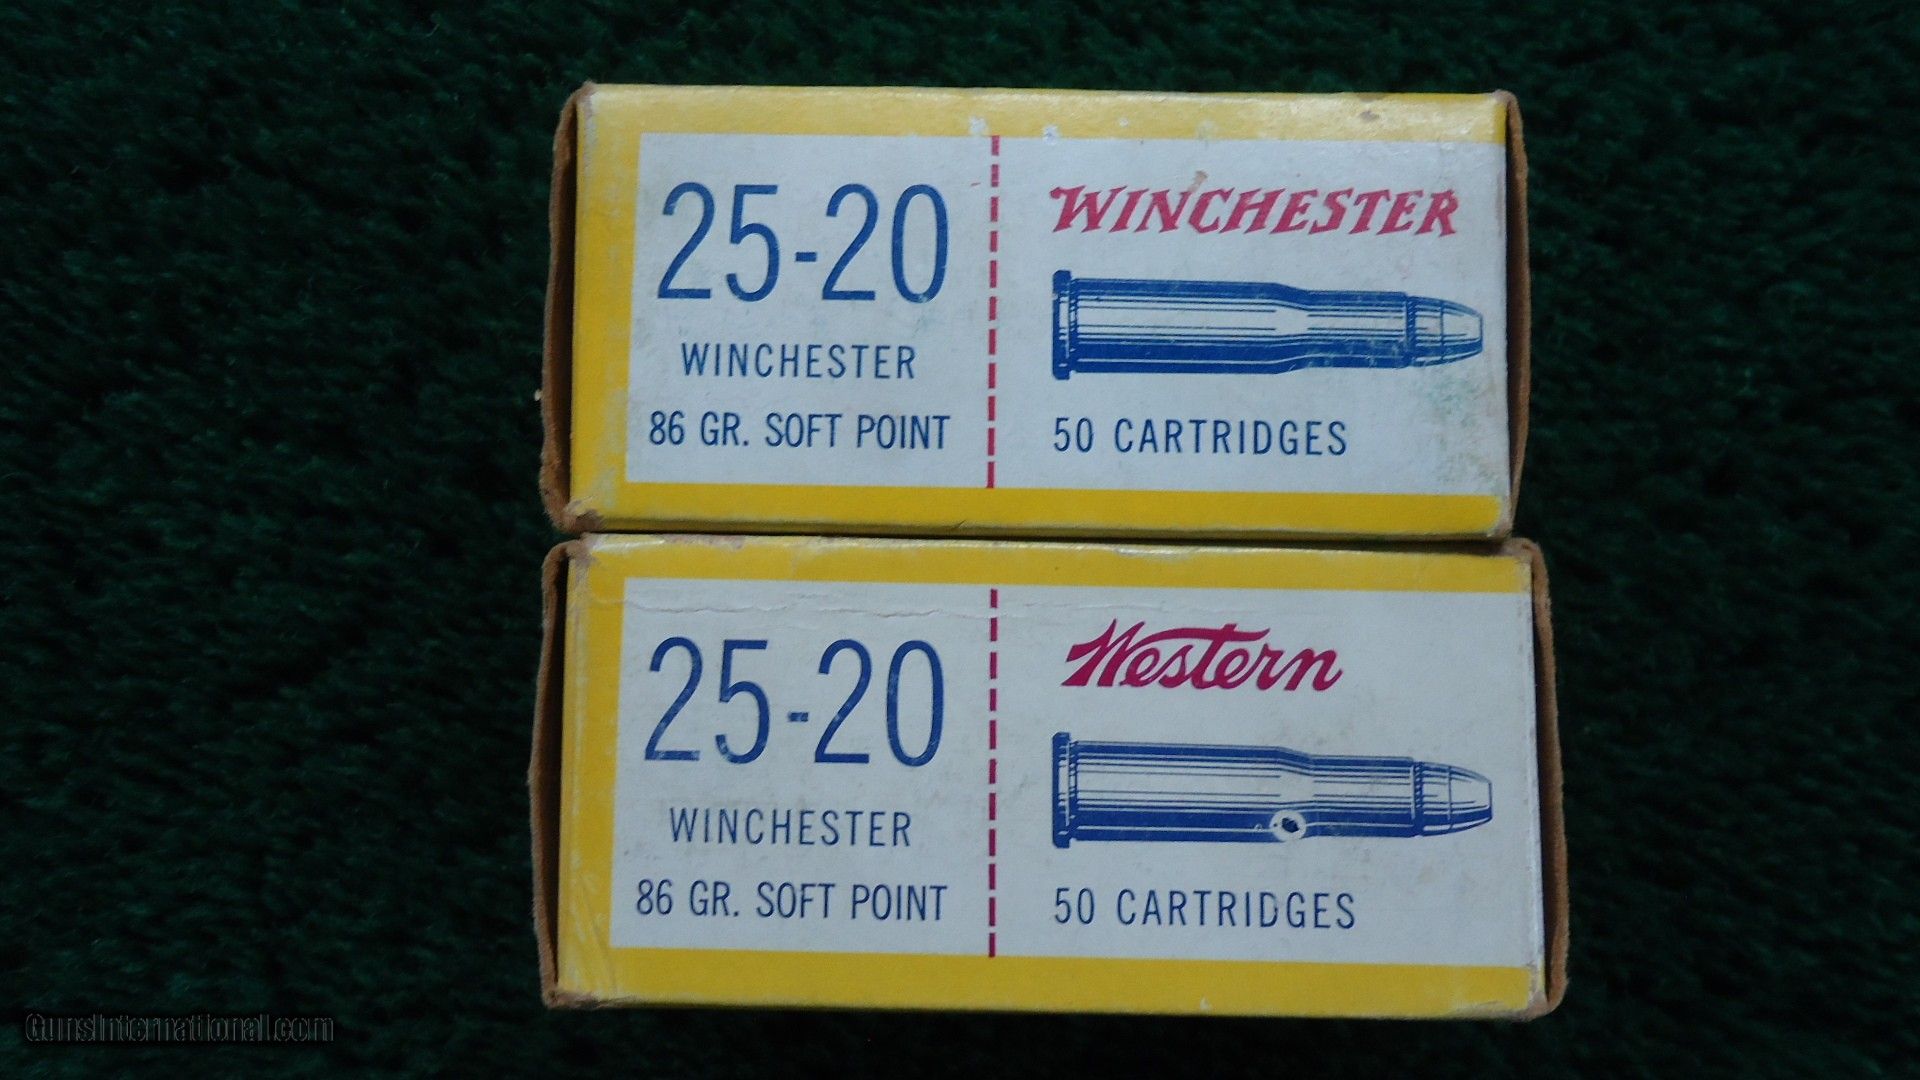 25-20
WINCHESTER
86 GR. SOFT POINT
WINCHESTER
50 CARTRIDGES
25-20
WINCHESTER
86 GR. SOFT POINT
Western
50 CARTRIDGES
GunsInternational.com